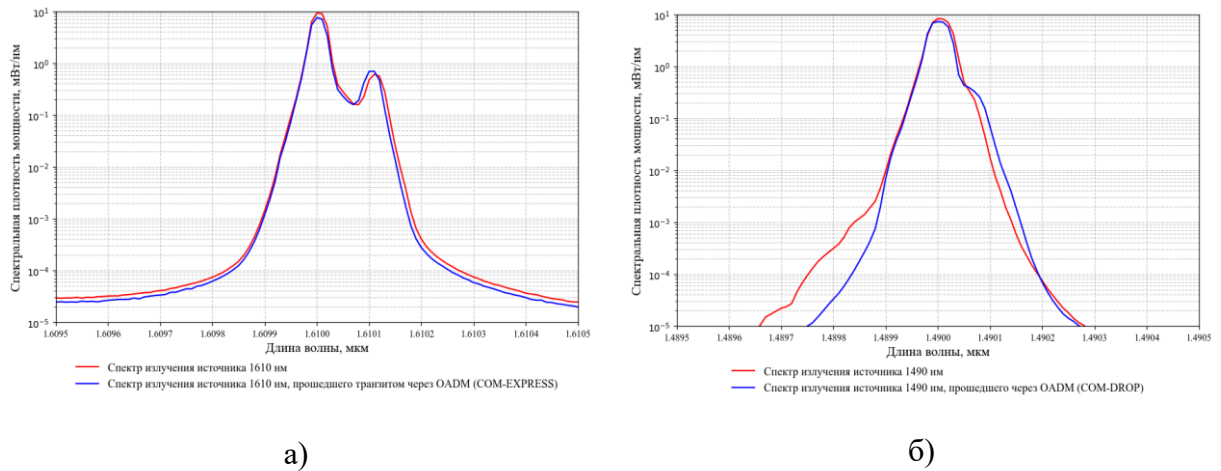 Спектральная плотность мощности, мВт/нм
10¹
10⁰
10⁻¹
10⁻²
10⁻³
10⁻⁴
10⁻⁵
1.6095 1.6096 1.6097 1.6098 1.6099 1.6100 1.6101 1.6102 1.6103 1.6104 1.6105
Длина волны, мкм
Спектр излучения источника 1610 нм
Спектр излучения источника 1610 нм, прошедшего транзитом через OADM (COM-EXPRESS)
а)
Спектральная плотность мощности, мВт/нм
10¹
10⁰
10⁻¹
10⁻²
10⁻³
10⁻⁴
10⁻⁵
1.4895 1.4896 1.4897 1.4898 1.4899 1.4900 1.4901 1.4902 1.4903 1.4904 1.4905
Длина волны, мкм
Спектр излучения источника 1490 нм
Спектр излучения источника 1490 нм, прошедшего через OADM (COM-DROP)
б)